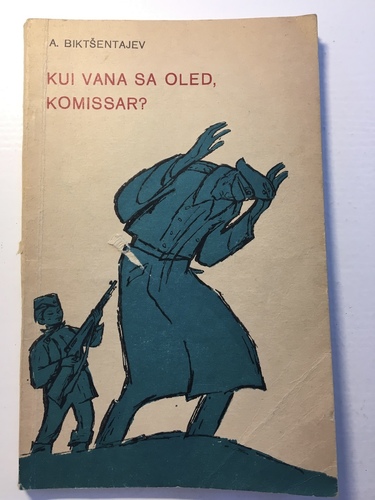 A. BIKTŠENTAJEV
KUI VANA SA OLED,
KOMISSAR?